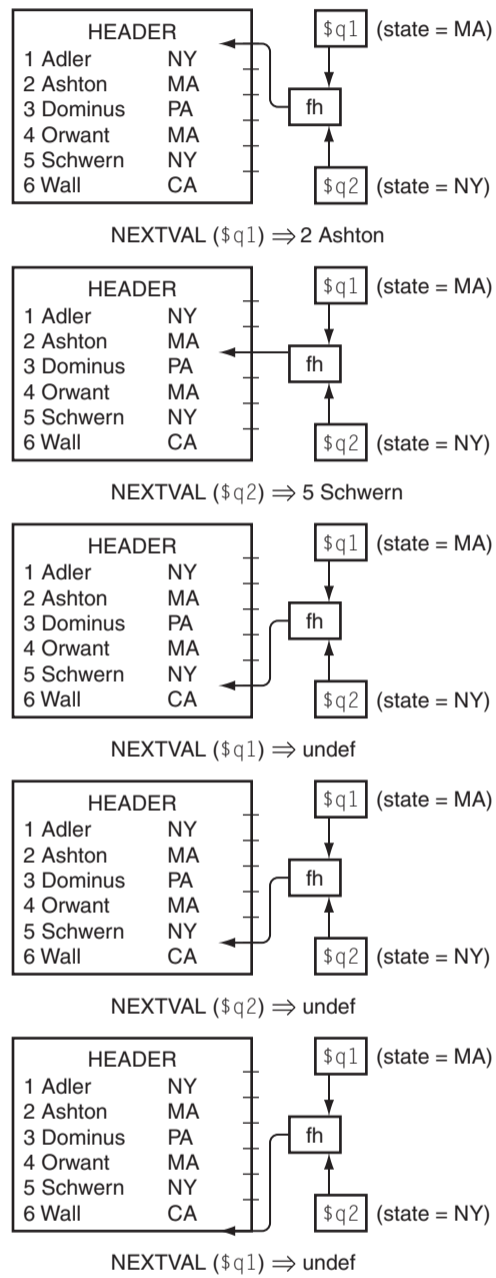 HEADER $q1 (state = MA)
1 Adler NY
2 Ashton MA
3 Dominus PA fh
4 Orwant MA
5 Schwern NY
6 Wall CA $q2 (state = NY)
NEXTVAL ($q1) ⇒ 2 Ashton
HEADER $q1 (state = MA)
1 Adler NY
2 Ashton MA
3 Dominus PA fh
4 Orwant MA
5 Schwern NY
6 Wall CA $q2 (state = NY)
NEXTVAL ($q2) ⇒ 5 Schwern
HEADER $q1 (state = MA)
1 Adler NY
2 Ashton MA
3 Dominus PA fh
4 Orwant MA
5 Schwern NY
6 Wall CA $q2 (state = NY)
NEXTVAL ($q1) ⇒ undef
HEADER $q1 (state = MA)
1 Adler NY
2 Ashton MA
3 Dominus PA fh
4 Orwant MA
5 Schwern NY
6 Wall CA $q2 (state = NY)
NEXTVAL ($q2) ⇒ undef
HEADER $q1 (state = MA)
1 Adler NY
2 Ashton MA
3 Dominus PA fh
4 Orwant MA
5 Schwern NY
6 Wall CA $q2 (state = NY)
NEXTVAL ($q1) ⇒ undef